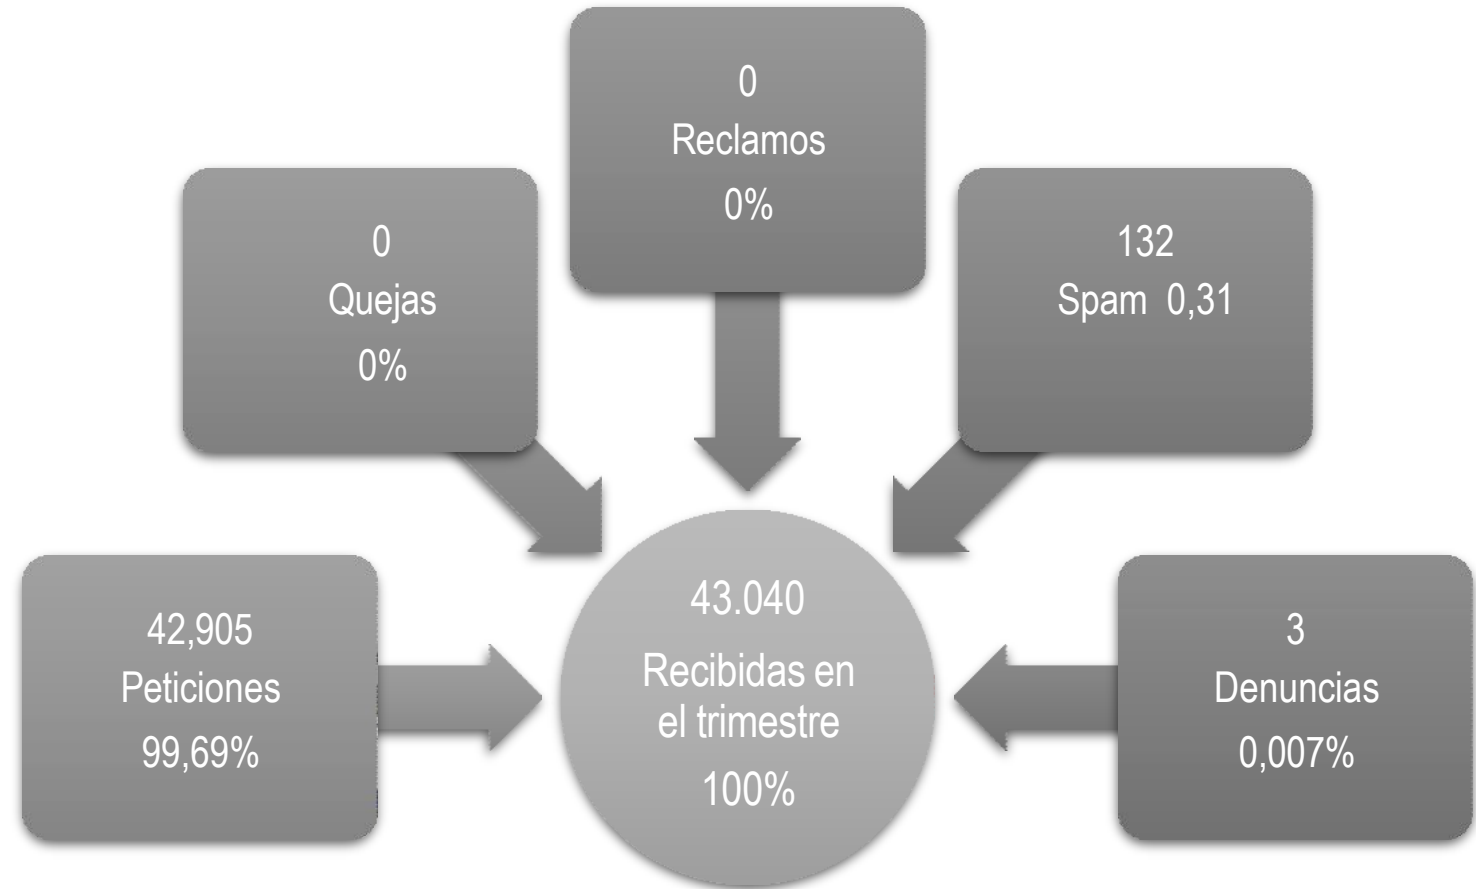 0
Reclamos
0%
0
Quejas
0%
132
Spam 0,31
42,905
Peticiones
99,69%
43.040
Recibidas en
el trimestre
100%
3
Denuncias
0,007%